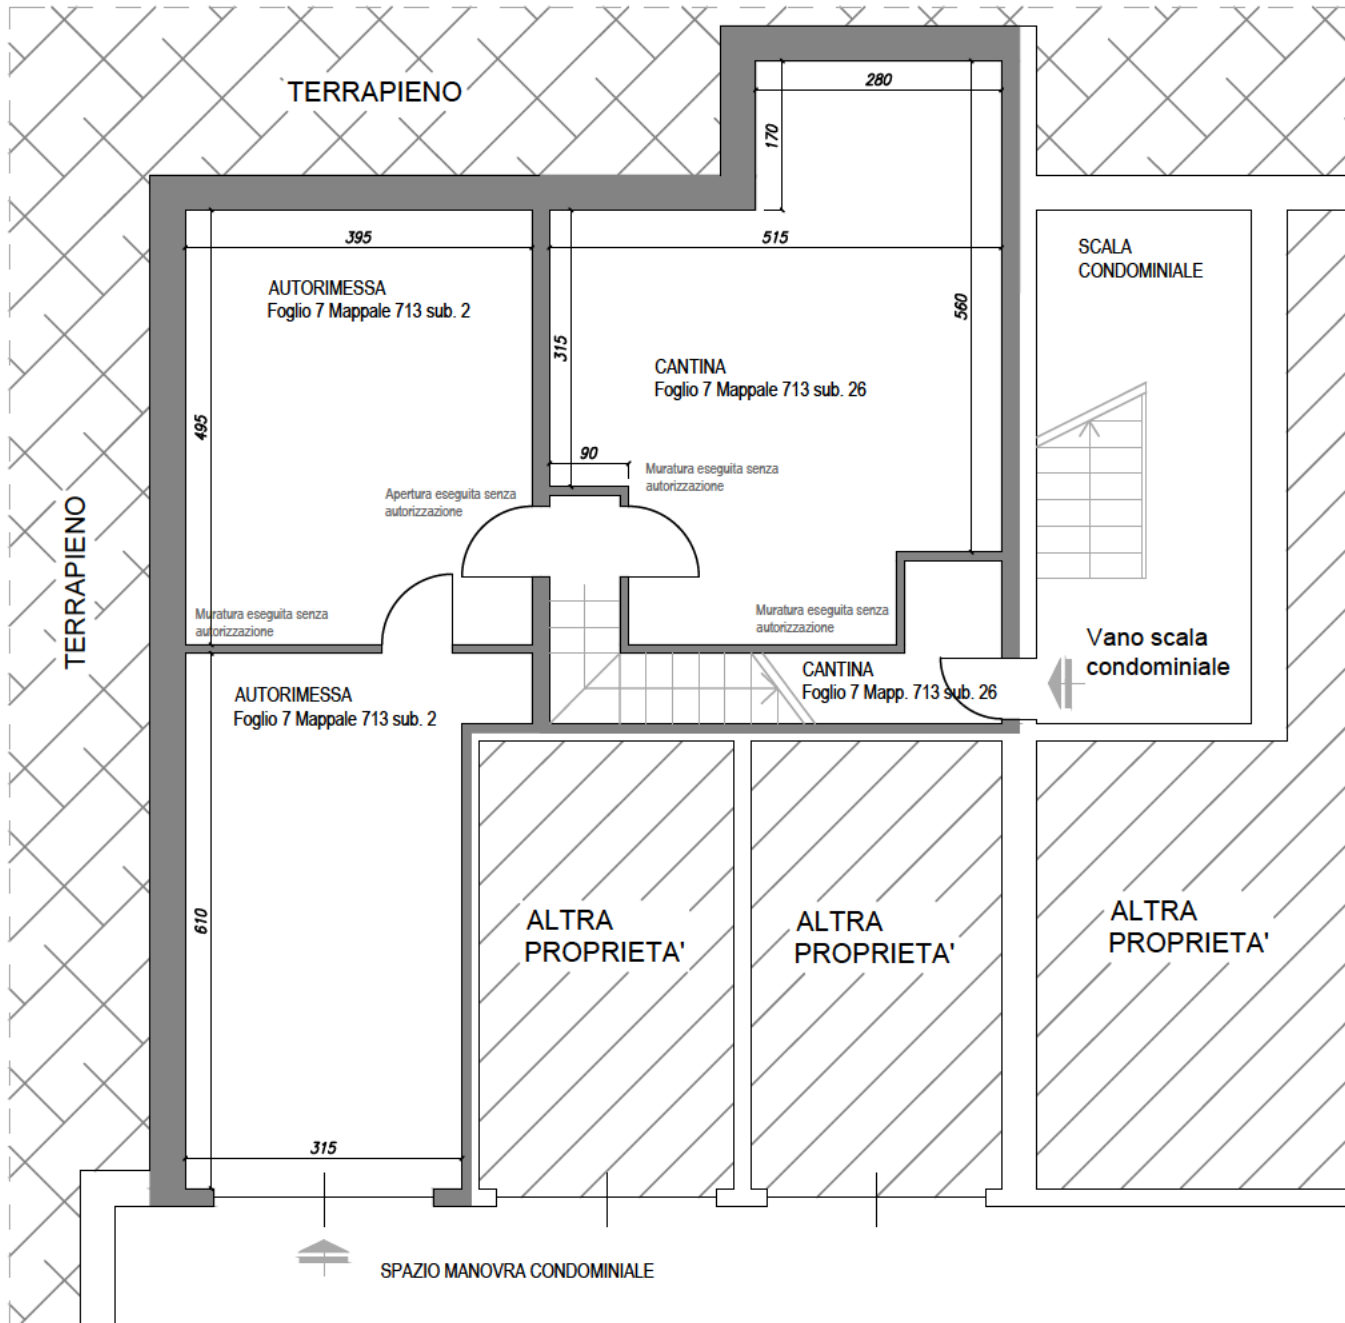 TERRAPIENO
280
170
395
515
SCALA
CONDOMINIALE
AUTORIMESSA
Foglio 7 Mappale 713 sub. 2
560
315
CANTINA
Foglio 7 Mappale 713 sub. 26
495
90
Muratura eseguita senza
autorizzazione
Apertura eseguita senza
autorizzazione
TERRAPIENO
Muratura eseguita senza
autorizzazione
Muratura eseguita senza
autorizzazione
Vano scala
condominiale
CANTINA
Foglio 7 Mapp. 713 sub. 26
AUTORIMESSA
Foglio 7 Mappale 713 sub. 2
610
ALTRA
PROPRIETA'
ALTRA
PROPRIETA'
ALTRA
PROPRIETA'
315
SPAZIO MANOVRA CONDOMINIALE